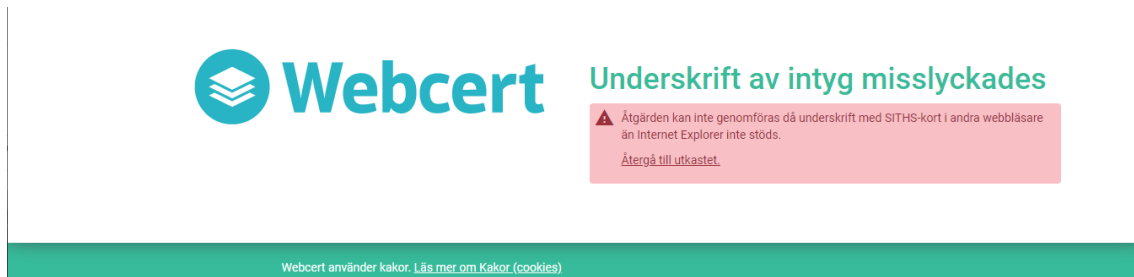 Webcert
Underskrift av intyg misslyckades
Åtgärden kan inte genomföras då underskrift med SITHS-kort i andra webbläsare
än Internet Explorer inte stöds.
Återgå till utkastet.
Webcert använder kakor. Läs mer om Kakor (cookies)